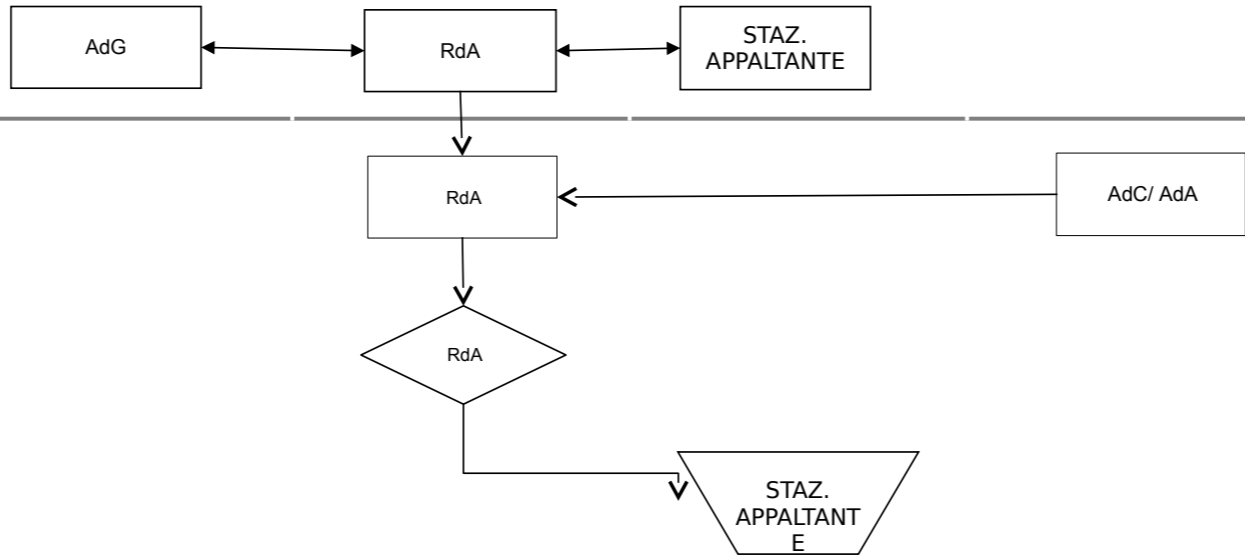 AdG
RdA
STAZ.
APPALTANTE
RdA
AdC/ AdA
RdA
STAZ.
APPALTANT
E